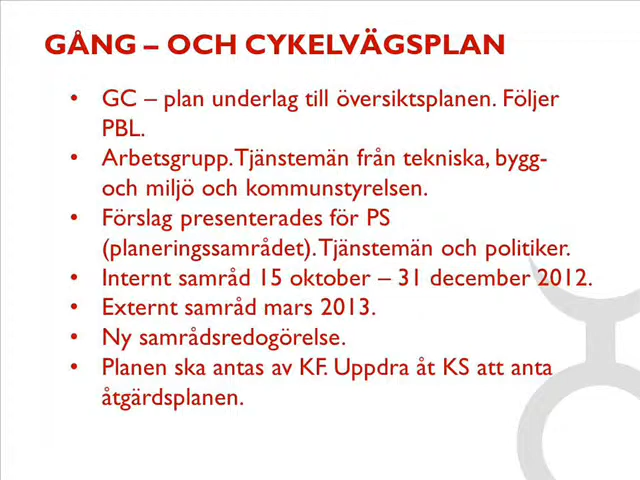 GÅNG – OCH CYKELVÄGSPLAN
• GC – plan underlag till översiktsplanen. Följer
PBL.
• Arbetsgrupp. Tjänstemän från tekniska, bygg-
och miljö och kommunstyrelsen.
• Förslag presenterades för PS
(planeringssamrådet). Tjänstemän och politiker.
• Internt samråd 15 oktober – 31 december 2012.
• Externt samråd mars 2013.
• Ny samrådsredogörelse.
• Planen ska antas av KF. Uppdra åt KS att anta
åtgärdsplanen.